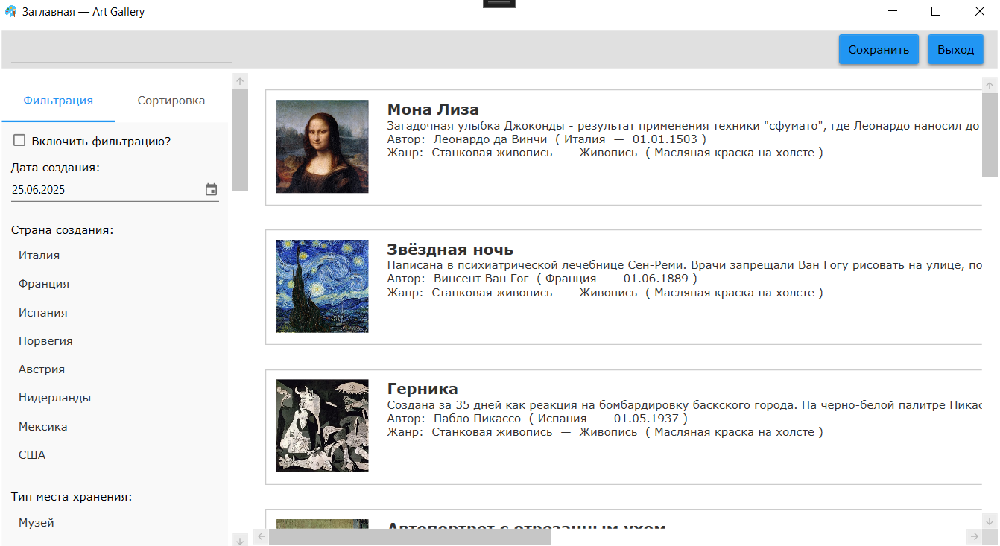 Заглавная — Art Gallery
Сохранить
Выход
Фильтрация
Сортировка
Включить фильтрацию?
Дата создания:
25.06.2025
Страна создания:
Италия
Франция
Испания
Норвегия
Австрия
Нидерланды
Мексика
США
Тип места хранения:
Музей
Мона Лиза
Загадочная улыбка Джоконды - результат применения техники "сфумато", где Леонардо наносил до
Автор: Леонардо да Винчи ( Италия — 01.01.1503 )
Жанр: Станковая живопись — Живопись ( Масляная краска на холсте )
Звёздная ночь
Написана в психиатрической лечебнице Сен-Реми. Врачи запрещали Ван Гогу рисовать на улице, по
Автор: Винсент Ван Гог ( Франция — 01.06.1889 )
Жанр: Станковая живопись — Живопись ( Масляная краска на холсте )
Герника
Создана за 35 дней как реакция на бомбардировку баскского города. На черно-белой палитре Пикас
Автор: Пабло Пикассо ( Испания — 01.05.1937 )
Жанр: Станковая живопись — Живопись ( Масляная краска на холсте )
Автопортрет с отрезанным ухом